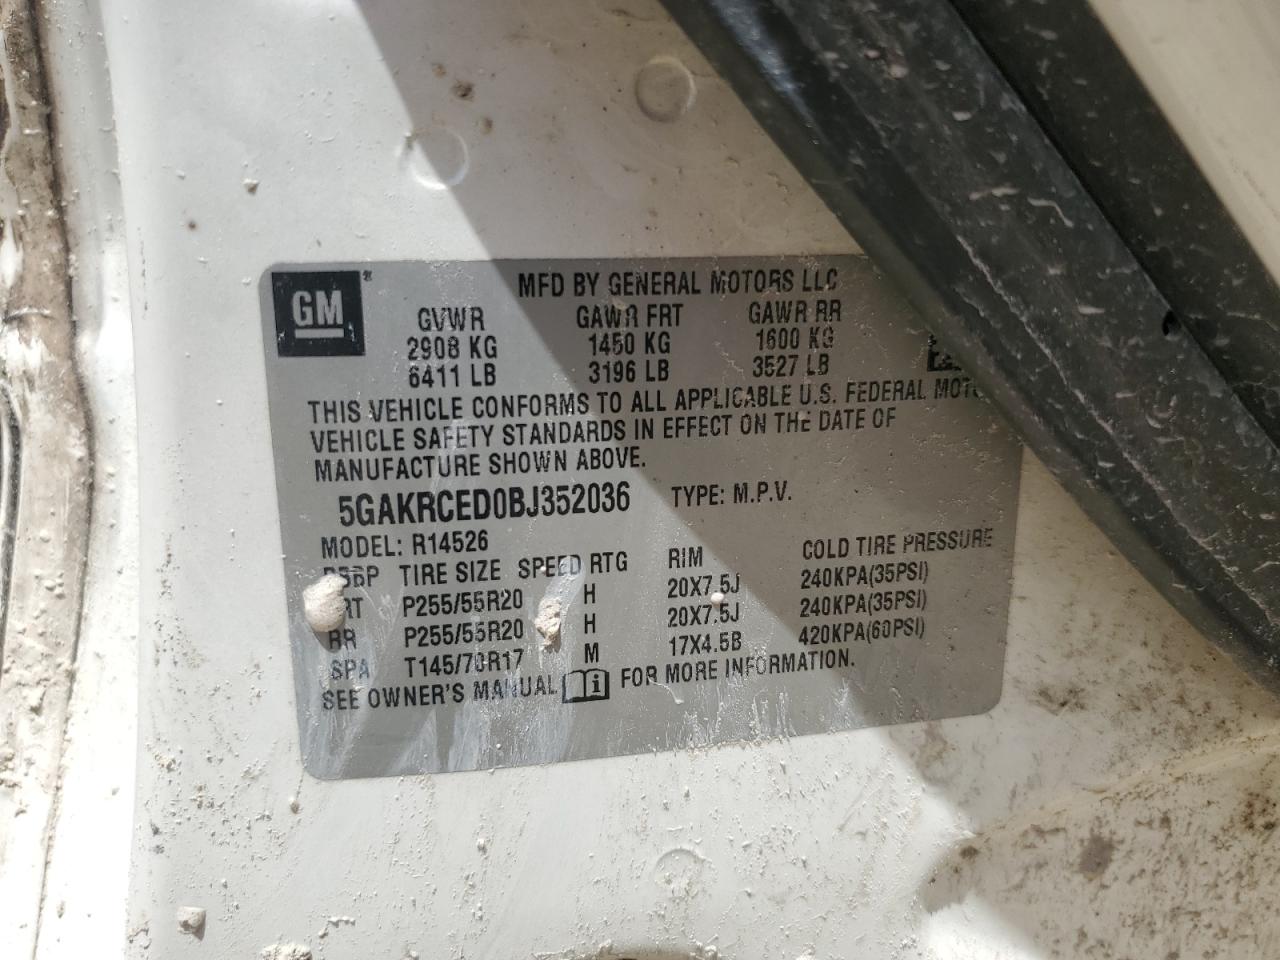 GM ®
MFD BY GENERAL MOTORS LLC
GVWR GAWR FRT GAWR RR
2908 KG 1450 KG 1600 KG
6411 LB 3196 LB 3527 LB
THIS VEHICLE CONFORMS TO ALL APPLICABLE U.S. FEDERAL
VEHICLE SAFETY STANDARDS IN EFFECT ON THE DATE OF
MANUFACTURE SHOWN ABOVE.
5GAKRCED0BJ352036 TYPE: M.P.V.
MODEL: R14526
TIRE SIZE SPEED RTG RIM COLD TIRE PRESSURE
P255/55R20 H 20X7.5J 240KPA(35PSI)
RR P255/55R20 H 20X7.5J 240KPA(35PSI)
SPA T145/70R17 M 17X4.5B 420KPA(60PSI)
SEE OWNER'S MANUAL FOR MORE INFORMATION.